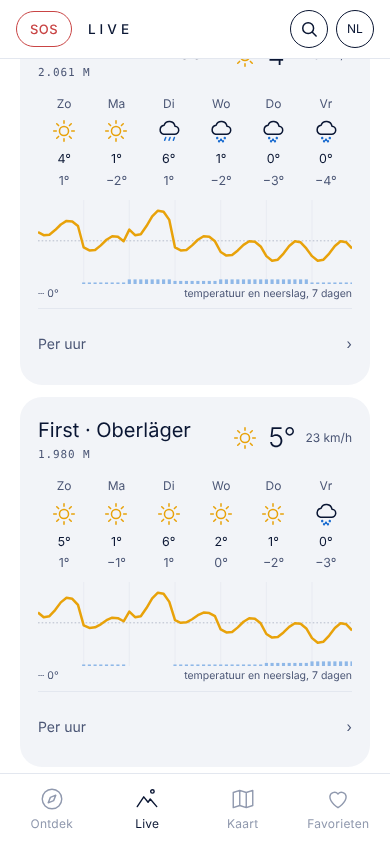 SOS
LIVE
NL
2.061 M
Zo Ma Di Wo Do Vr
4° 1° 6° 1° 0° 0°
1° −2° 1° −2° −3° −4°
┄ 0° temperatuur en neerslag, 7 dagen
Per uur ›
First · Oberläger 5° 23 km/h
1.980 M
Zo Ma Di Wo Do Vr
5° 1° 6° 2° 1° 0°
1° −1° 1° 0° −2° −3°
┄ 0° temperatuur en neerslag, 7 dagen
Per uur ›
Ontdek Live Kaart Favorieten